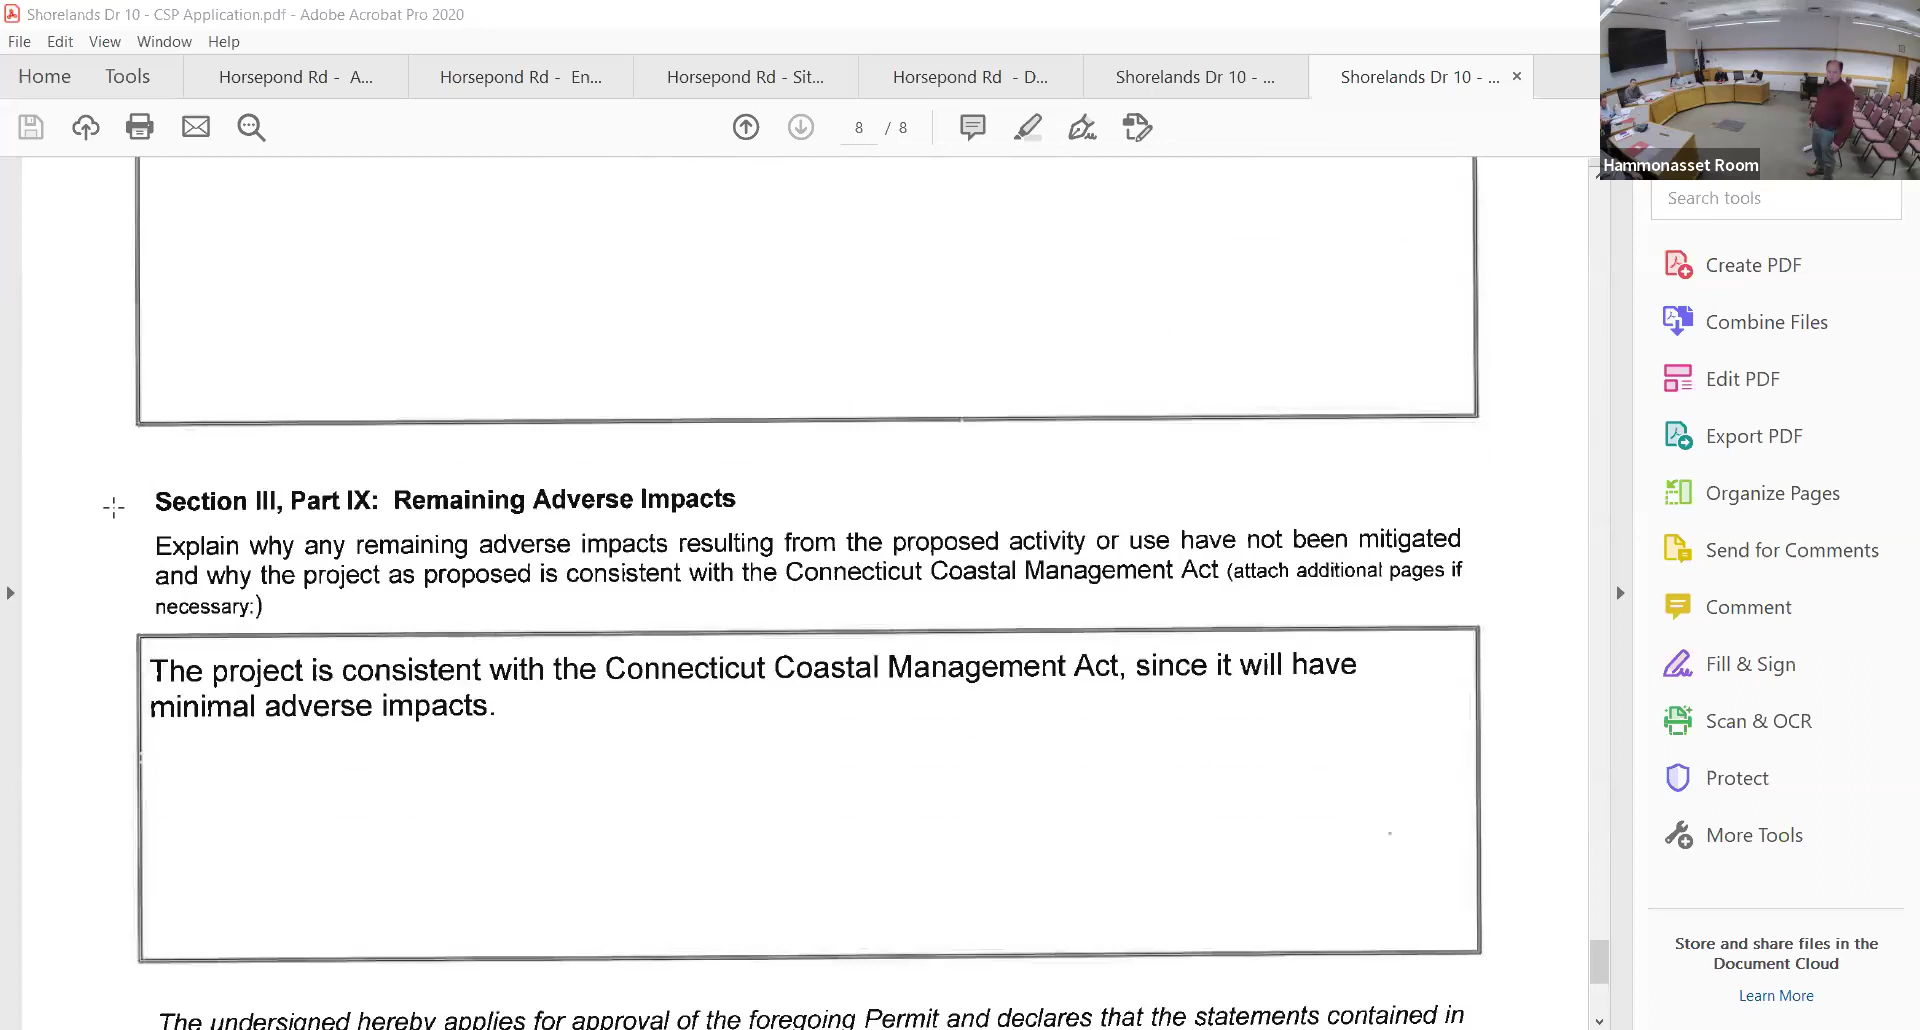 Shorelands Dr 10 - CSP Application.pdf - Adobe Acrobat Pro 2020
File Edit View Window Help
Home Tools Horsepond Rd - A... Horsepond Rd - En... Horsepond Rd - Sit... Horsepond Rd - D... Shorelands Dr 10 - ... Shorelands Dr 10 - ... ×
8 / 8
Hammonasset Room
Search tools
Create PDF
Combine Files
Edit PDF
Export PDF
Organize Pages
Send for Comments
Comment
Fill & Sign
Scan & OCR
Protect
More Tools
Store and share files in the
Document Cloud
Learn More
Section III, Part IX: Remaining Adverse Impacts
Explain why any remaining adverse impacts resulting from the proposed activity or use have not been mitigated
and why the project as proposed is consistent with the Connecticut Coastal Management Act (attach additional pages if
necessary:)
The project is consistent with the Connecticut Coastal Management Act, since it will have
minimal adverse impacts.
The undersigned hereby applies for approval of the foregoing Permit and declares that the statements contained in